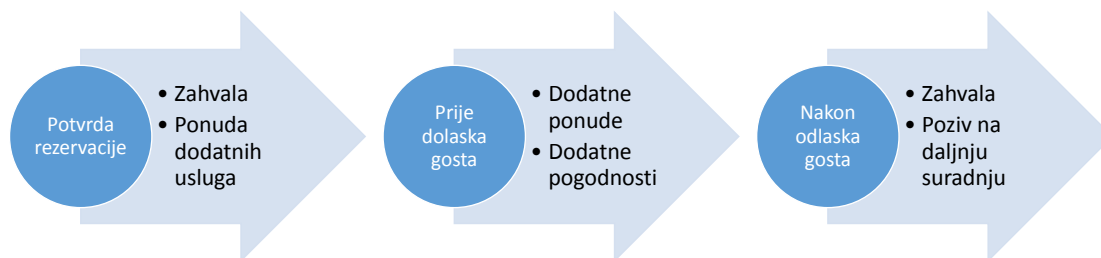 Potvrda
rezervacije
• Zahvala
• Ponuda
dodatnih
usluga
Prije
dolaska
gosta
• Dodatne
ponude
• Dodatne
pogodnosti
Nakon
odlaska
gosta
• Zahvala
• Poziv na
daljnju
suradnju